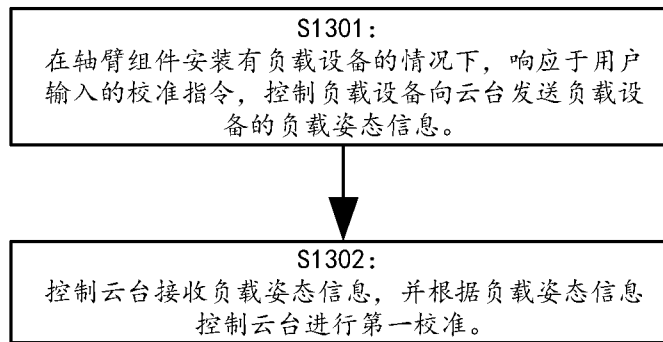 S1301:
在轴臂组件安装有负载设备的情况下，响应于用户
输入的校准指令，控制负载设备向云台发送负载设
备的负载姿态信息。
S1302:
控制云台接收负载姿态信息，并根据负载姿态信息
控制云台进行第一校准。